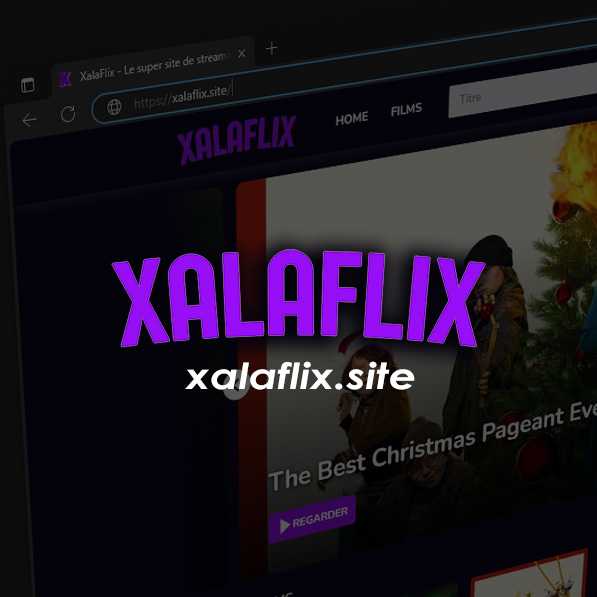 XalaFlix - Le super site de streami
https://xalaflix.site/
XALAFLIX
HOME
FILMS
Titre
XALAFLIX
xalaflix.site
The Best Christmas Pageant Eve
REGARDER